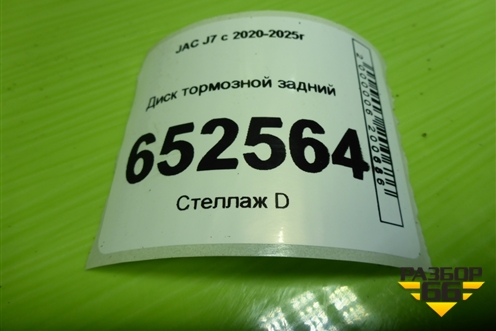 JAC J7 с 2020-2025г
Диск тормозной задний
652564
Стеллаж D
РАЗБОР
66